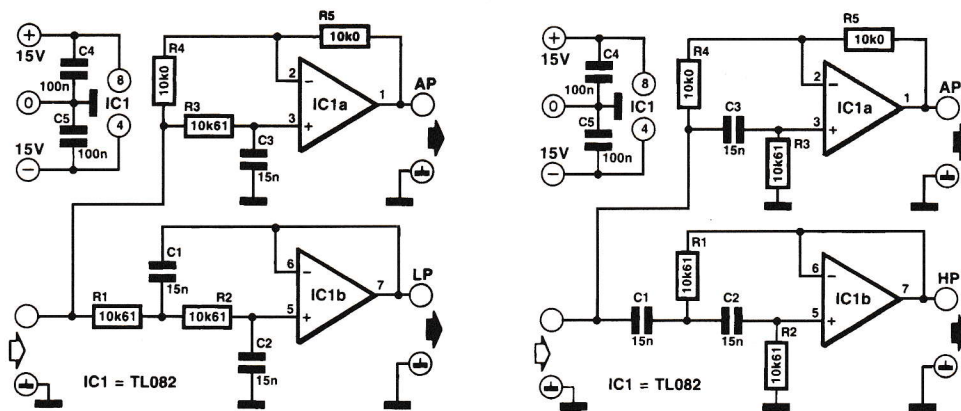 R5
10k0
R4
10k0
+
15V
C4
100n
8
0
IC1
C5
100n
4
15V
−
2
−
IC1a
1
AP
R3
10k61
3
+
C3
15n
C1
15n
6
−
IC1b
7
LP
R1
10k61
R2
10k61
5
+
C2
15n
IC1 = TL082
R5
10k0
R4
10k0
+
15V
C4
100n
8
0
IC1
C5
100n
4
15V
−
2
−
IC1a
1
AP
C3
15n
3
+
R3
10k61
R1
10k61
6
−
IC1b
7
HP
C1
15n
C2
15n
5
+
R2
10k61
IC1 = TL082